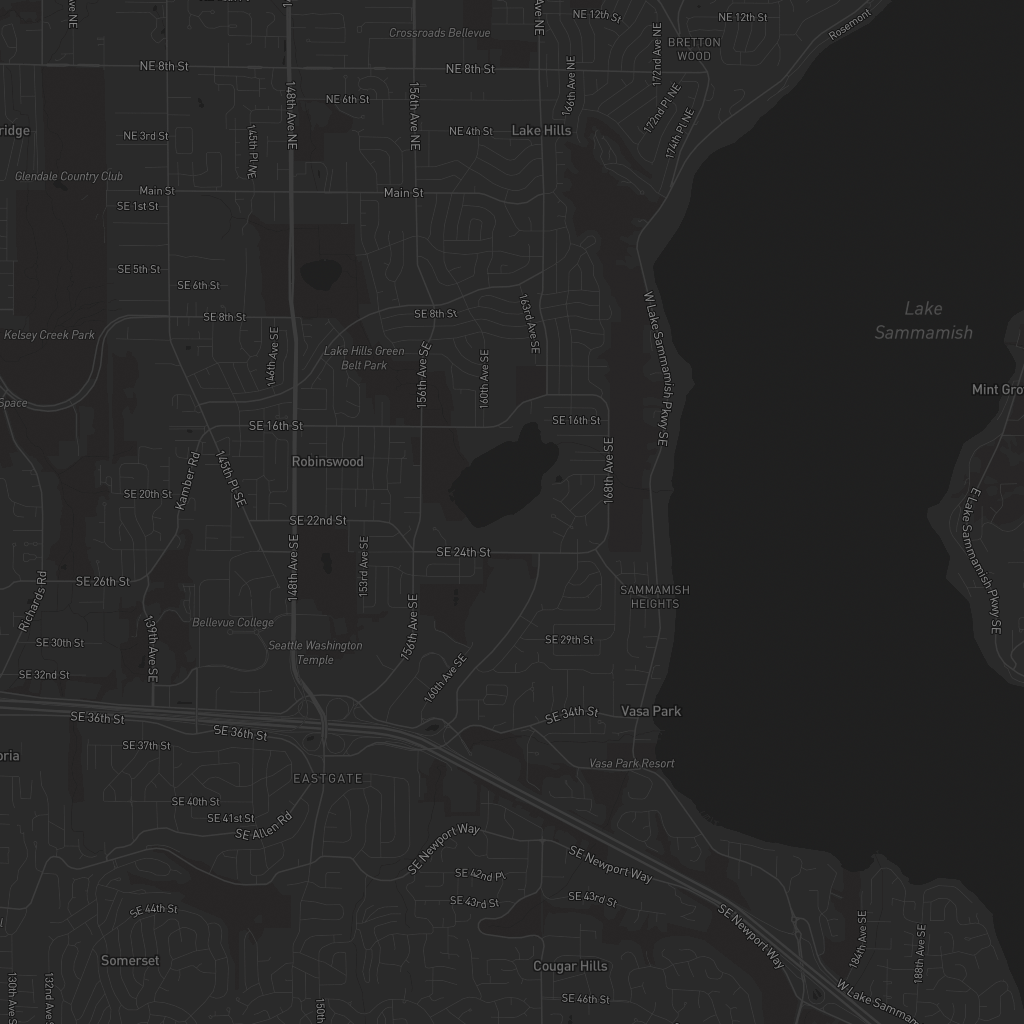 NE 12th St
NE 12th St
Rosemont
Crossroads Bellevue
BRETTON
WOOD
172nd Ave NE
NE 8th St
NE 8th St
148th Ave NE
156th Ave NE
166th Ave NE
NE 6th St
172nd Pl NE
174th Pl NE
NE 3rd St
145th Pl NE
NE 4th St
Lake Hills
Glendale Country Club
Main St
Main St
SE 1st St
SE 5th St
SE 6th St
SE 8th St
SE 8th St
Lake
Sammamish
W Lake Sammamish Pkwy SE
163rd Ave SE
Kelsey Creek Park
146th Ave SE
Lake Hills Green
Belt Park
156th Ave SE
160th Ave SE
Mint Gro
Space
SE 16th St
SE 16th St
Robinswood
Kamber Rd
145th Pl SE
168th Ave SE
SE 20th St
SE 22nd St
148th Ave SE
153rd Ave SE
SE 24th St
E Lake Sammamish Pkwy SE
SE 26th St
Richards Rd
SAMMAMISH
HEIGHTS
139th Ave SE
Bellevue College
156th Ave SE
SE 30th St
Seattle Washington
Temple
SE 29th St
SE 32nd St
160th Ave SE
SE 36th St
SE 36th St
SE 34th St
Vasa Park
SE 37th St
EASTGATE
Vasa Park Resort
SE 40th St
SE 41st St
SE Allen Rd
SE Newport Way
SE Newport Way
SE 42nd Pl
SE 43rd St
SE 43rd St
SE 44th St
SE Newport Way
184th Ave SE
188th Ave SE
Somerset
Cougar Hills
SE 46th St
W Lake Sammam
130th Ave S
132nd Ave S
150th